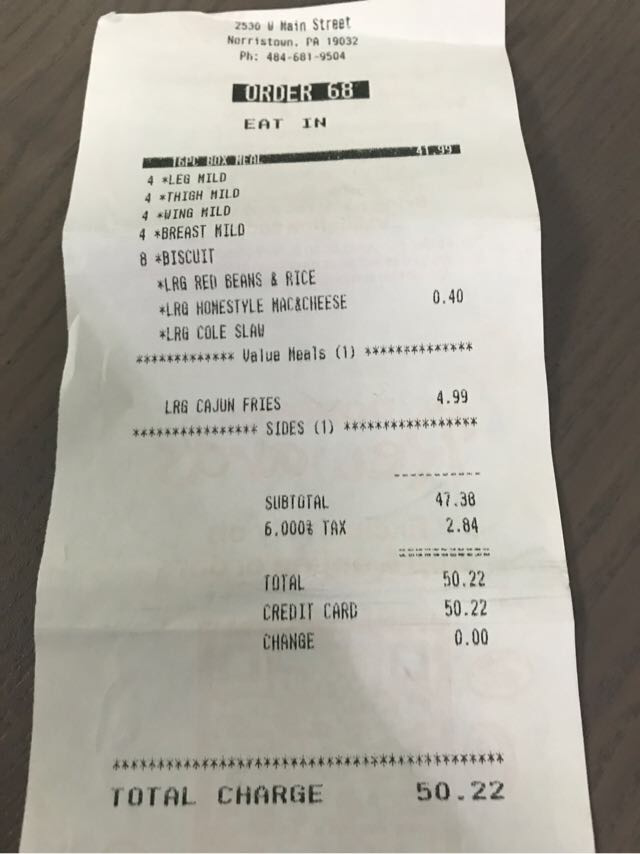 2530 W Main Street
Norristown, PA 19032
Ph: 484-681-9504
ORDER 68
EAT IN
16PC BOX MEAL 41.99
4 *LEG MILD
4 *THIGH MILD
4 *WING MILD
4 *BREAST MILD
8 *BISCUIT
*LRG RED BEANS & RICE
*LRG HOMESTYLE MAC&CHEESE 0.40
*LRG COLE SLAW
************* Value Meals (1) **************
LRG CAJUN FRIES 4.99
**************** SIDES (1) *****************
-----------
SUBTOTAL 47.38
6.000% TAX 2.84
===========
TOTAL 50.22
CREDIT CARD 50.22
CHANGE 0.00
********************************************
TOTAL CHARGE 50.22